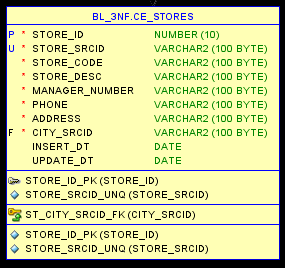 BL_3NF.CE_STORES
P * STORE_ID NUMBER (10)
U * STORE_SRCID VARCHAR2 (100 BYTE)
* STORE_CODE VARCHAR2 (100 BYTE)
* STORE_DESC VARCHAR2 (100 BYTE)
* MANAGER_NUMBER VARCHAR2 (100 BYTE)
* PHONE VARCHAR2 (100 BYTE)
* ADDRESS VARCHAR2 (100 BYTE)
F * CITY_SRCID VARCHAR2 (100 BYTE)
INSERT_DT DATE
UPDATE_DT DATE
STORE_ID_PK (STORE_ID)
STORE_SRCID_UNQ (STORE_SRCID)
ST_CITY_SRCID_FK (CITY_SRCID)
STORE_ID_PK (STORE_ID)
STORE_SRCID_UNQ (STORE_SRCID)